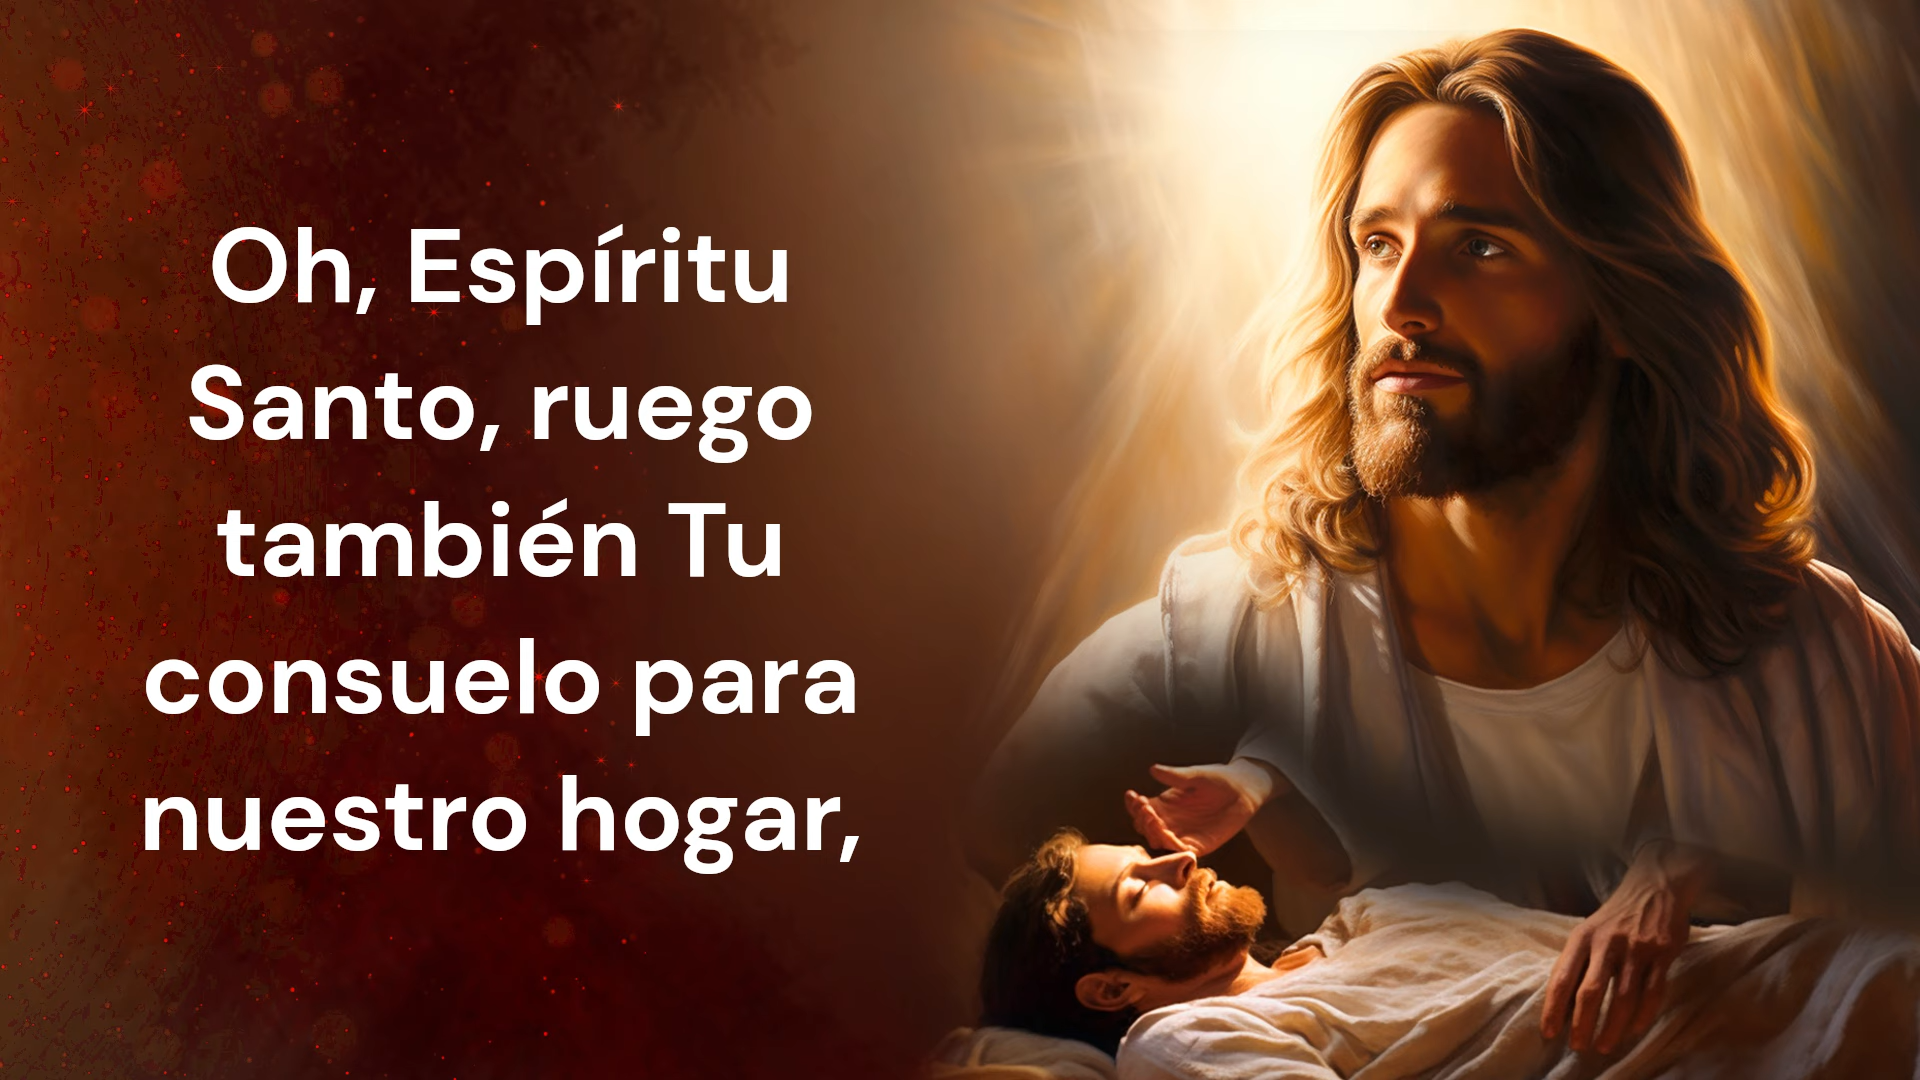 Oh, Espíritu
Santo, ruego
también Tu
consuelo para
nuestro hogar,